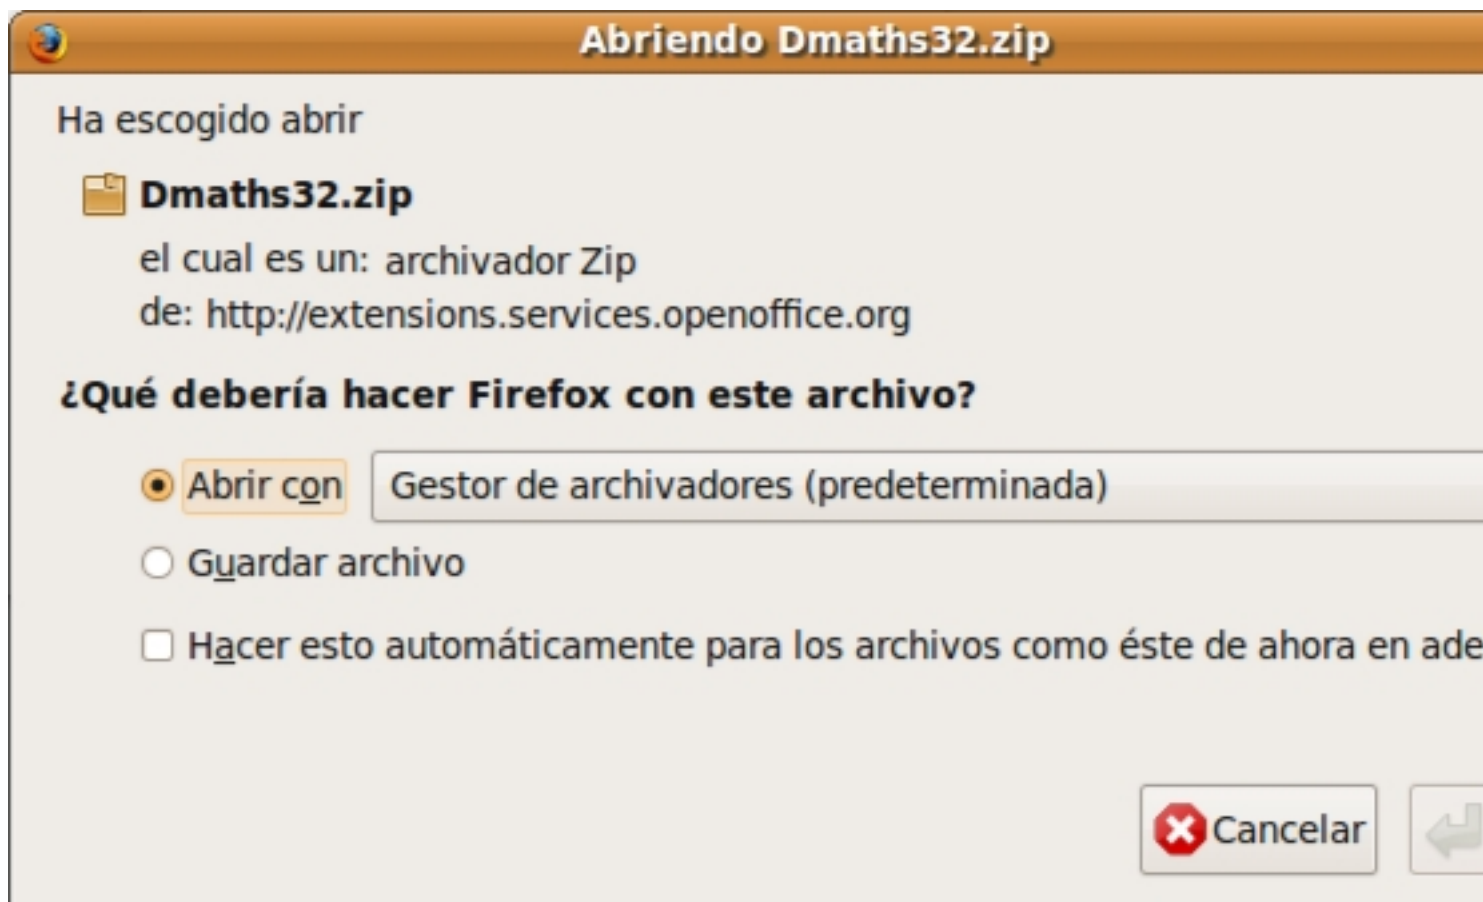 Abriendo Dmaths32.zip
Ha escogido abrir
Dmaths32.zip
el cual es un: archivador Zip
de: http://extensions.services.openoffice.org
¿Qué debería hacer Firefox con este archivo?
Abrir con Gestor de archivadores (predeterminada)
Guardar archivo
Hacer esto automáticamente para los archivos como éste de ahora en ade
Cancelar